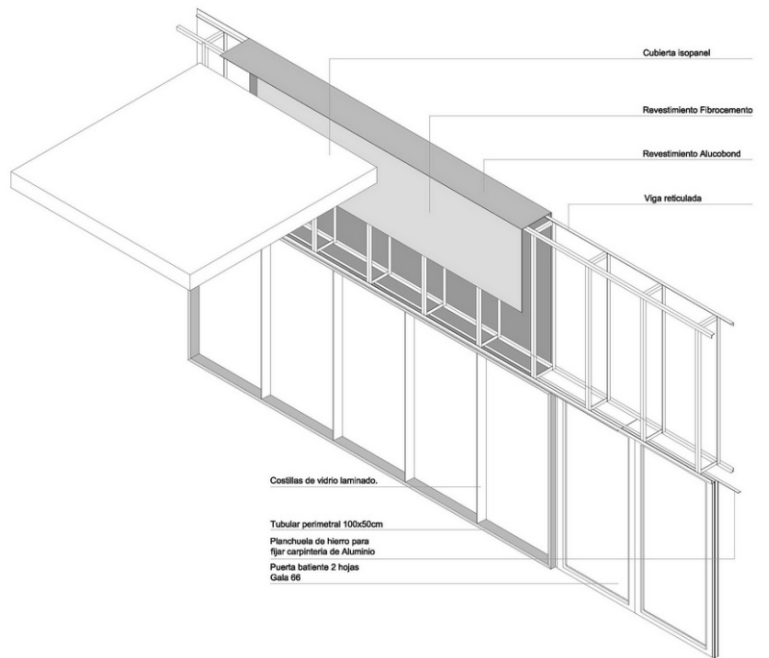 Cubierta isopanel
Revestimiento Fibrocemento
Revestimiento Alucobond
Viga reticulada
Costillas de vidrio laminado.
Tubular perimetral 100x50cm
Planchuela de hierro para
fijar carpintería de Aluminio
Puerta batiente 2 hojas
Gala 66